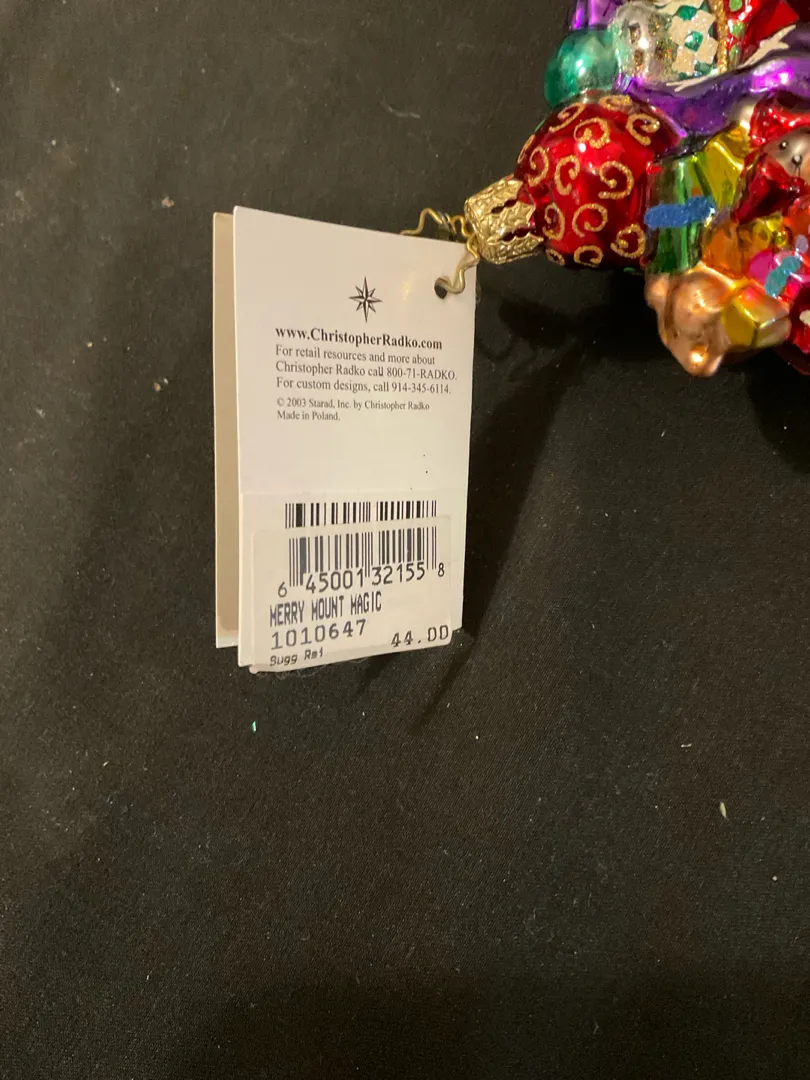 www.ChristopherRadko.com
For retail resources and more about
Christopher Radko call 800-71-RADKO.
For custom designs, call 914-345-6114.
© 2003 Starad, Inc. by Christopher Radko
Made in Poland.
6 45001 32155 8
MERRY MOUNT MAGIC
1010647 44.00
Sugg Ret